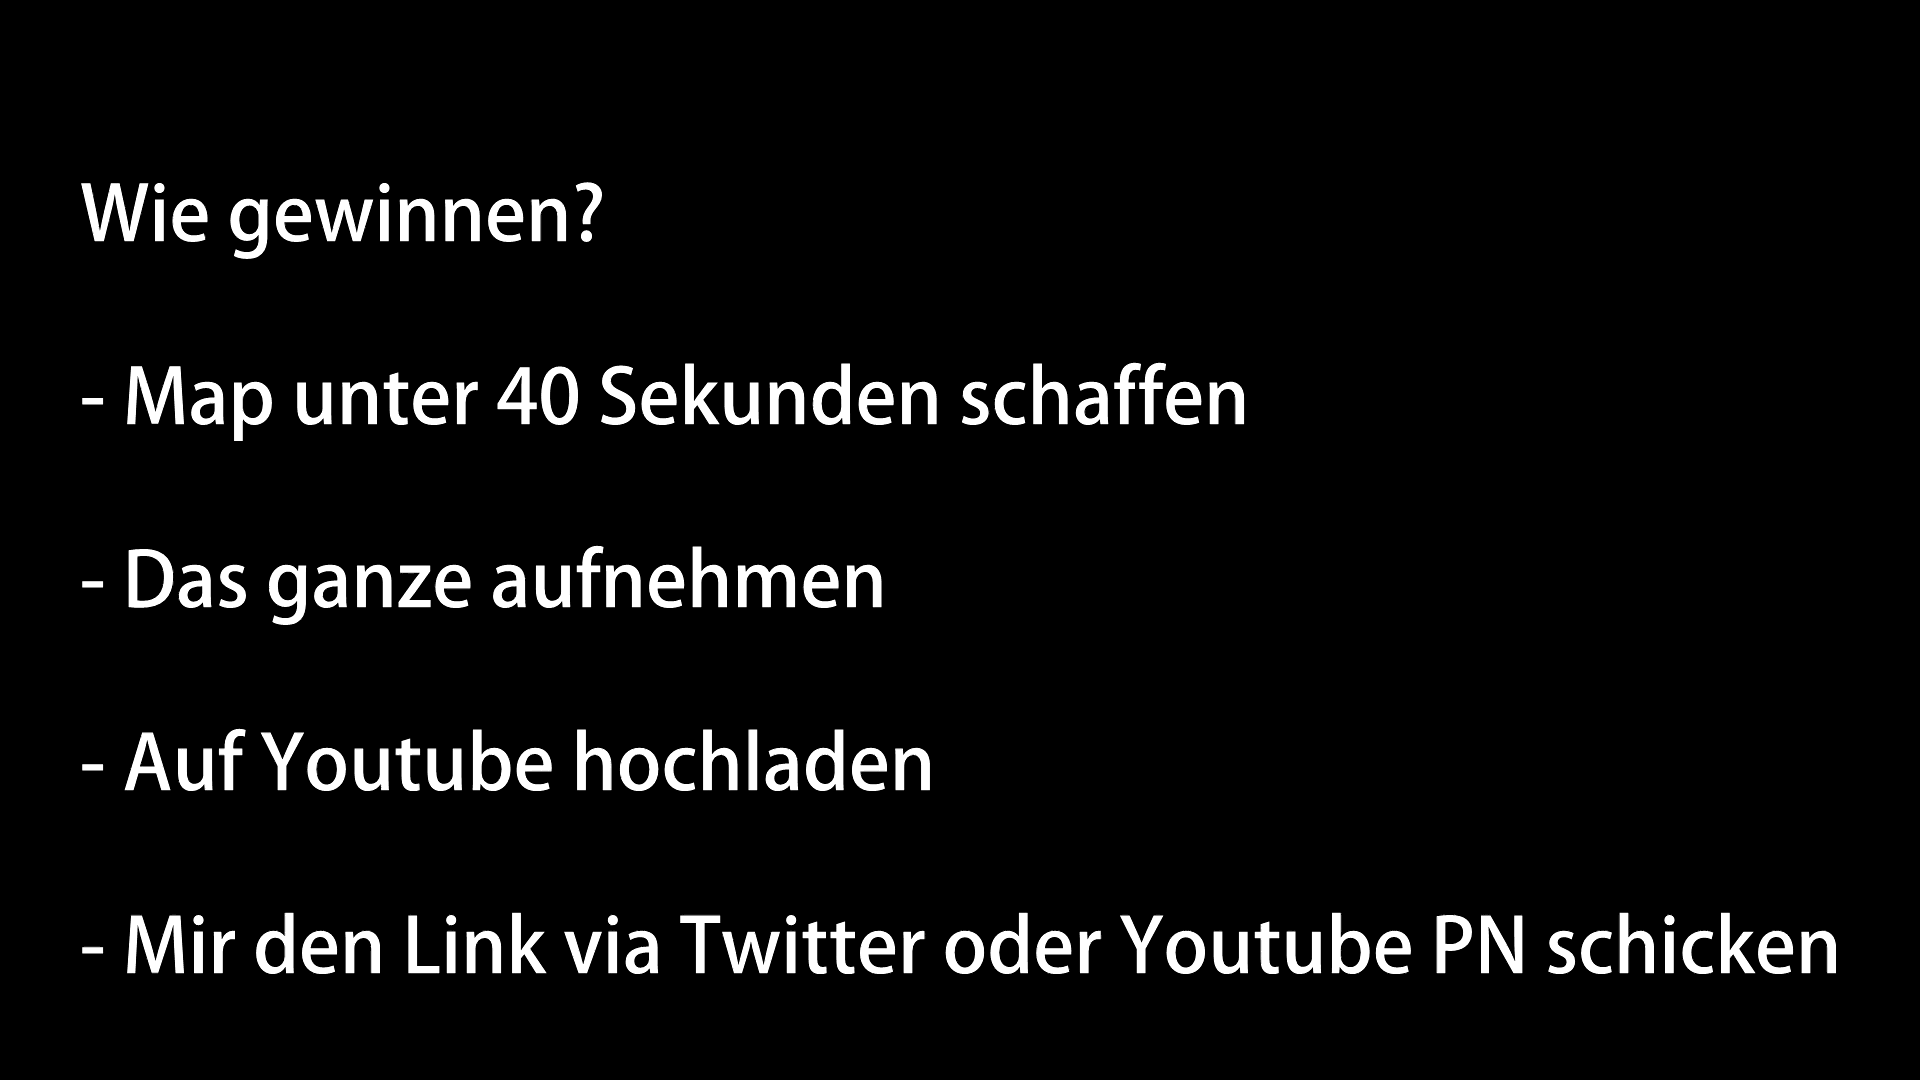 Wie gewinnen?
- Map unter 40 Sekunden schaffen
- Das ganze aufnehmen
- Auf Youtube hochladen
- Mir den Link via Twitter oder Youtube PN schicken